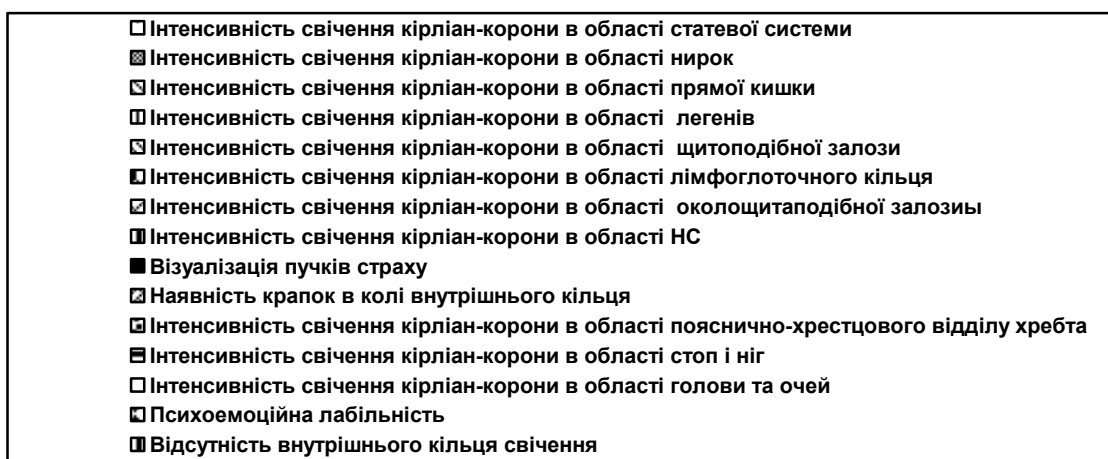 Інтенсивність свічення кірліан-корони в області статевої системи
Інтенсивність свічення кірліан-корони в області нирок
Інтенсивність свічення кірліан-корони в області прямої кишки
Інтенсивність свічення кірліан-корони в області легенів
Інтенсивність свічення кірліан-корони в області щитоподібної залози
Інтенсивність свічення кірліан-корони в області лімфоглоточного кільця
Інтенсивність свічення кірліан-корони в області околощитаподібної залозиы
Інтенсивність свічення кірліан-корони в області НС
Візуалізація пучків страху
Наявність крапок в колі внутрішнього кільця
Інтенсивність свічення кірліан-корони в області пояснично-хрестцового відділу хребта
Інтенсивність свічення кірліан-корони в області стоп і ніг
Інтенсивність свічення кірліан-корони в області голови та очей
Психоемоційна лабільність
Відсутність внутрішнього кільця свічення